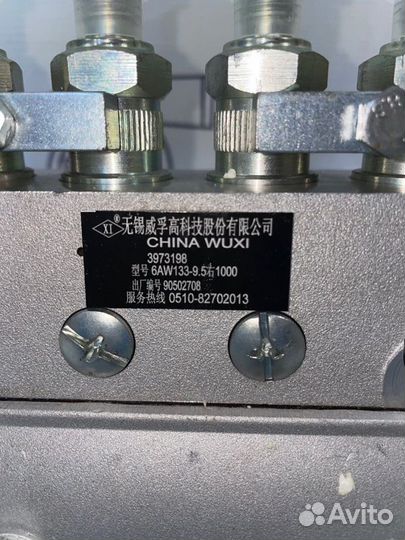 XI ® 无锡威孚高科技股份有限公司
CHINA WUXI
3973198
型号 6AW133-9.5右1000
出厂编号 90502708
服务热线 0510-82702013
Avito